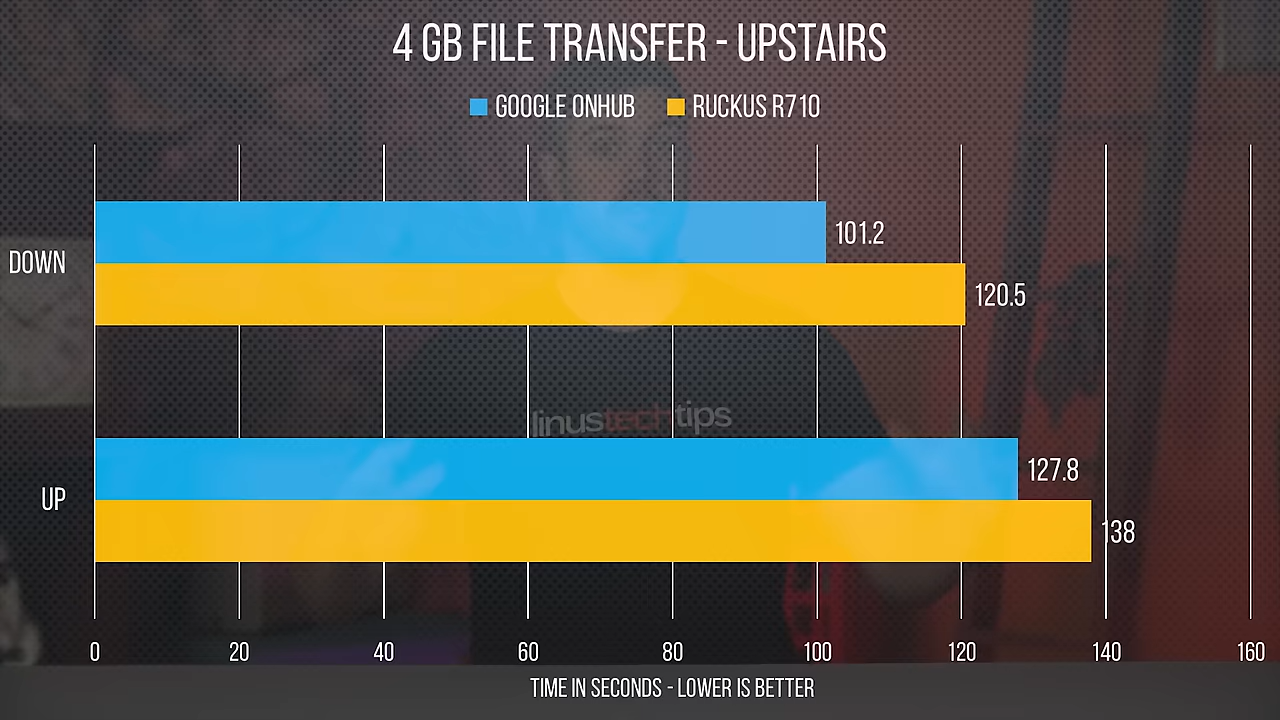 4 GB FILE TRANSFER - UPSTAIRS
GOOGLE ONHUB RUCKUS R710
DOWN
101.2
120.5
linustechtips
UP
127.8
138
0 20 40 60 80 100 120 140 160
TIME IN SECONDS - LOWER IS BETTER